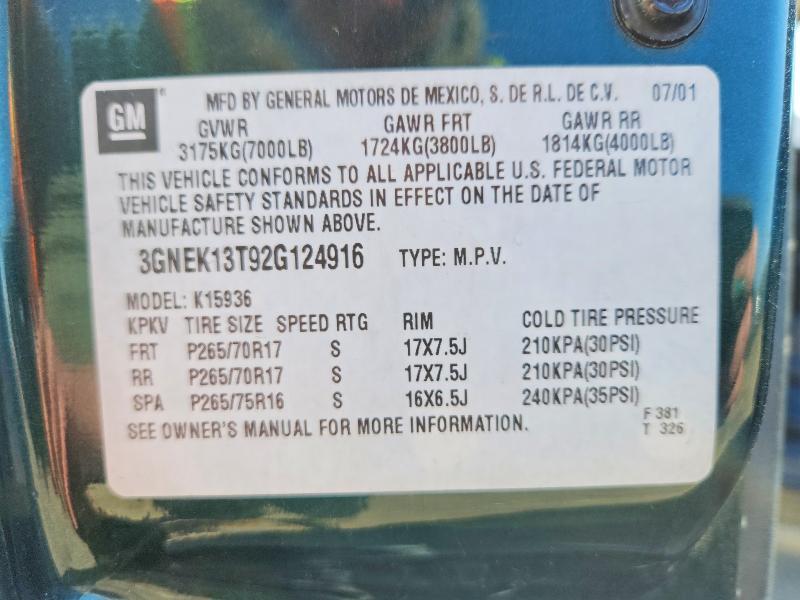 GM ® MFD BY GENERAL MOTORS DE MEXICO, S. DE R.L. DE C.V. 07/01
GVWR GAWR FRT GAWR RR
3175KG(7000LB) 1724KG(3800LB) 1814KG(4000LB)
THIS VEHICLE CONFORMS TO ALL APPLICABLE U.S. FEDERAL MOTOR
VEHICLE SAFETY STANDARDS IN EFFECT ON THE DATE OF
MANUFACTURE SHOWN ABOVE.
3GNEK13T92G124916 TYPE: M.P.V.
MODEL: K15936
KPKV TIRE SIZE SPEED RTG RIM COLD TIRE PRESSURE
FRT P265/70R17 S 17X7.5J 210KPA(30PSI)
RR P265/70R17 S 17X7.5J 210KPA(30PSI)
SPA P265/75R16 S 16X6.5J 240KPA(35PSI)
SEE OWNER'S MANUAL FOR MORE INFORMATION.
F 381
T 326